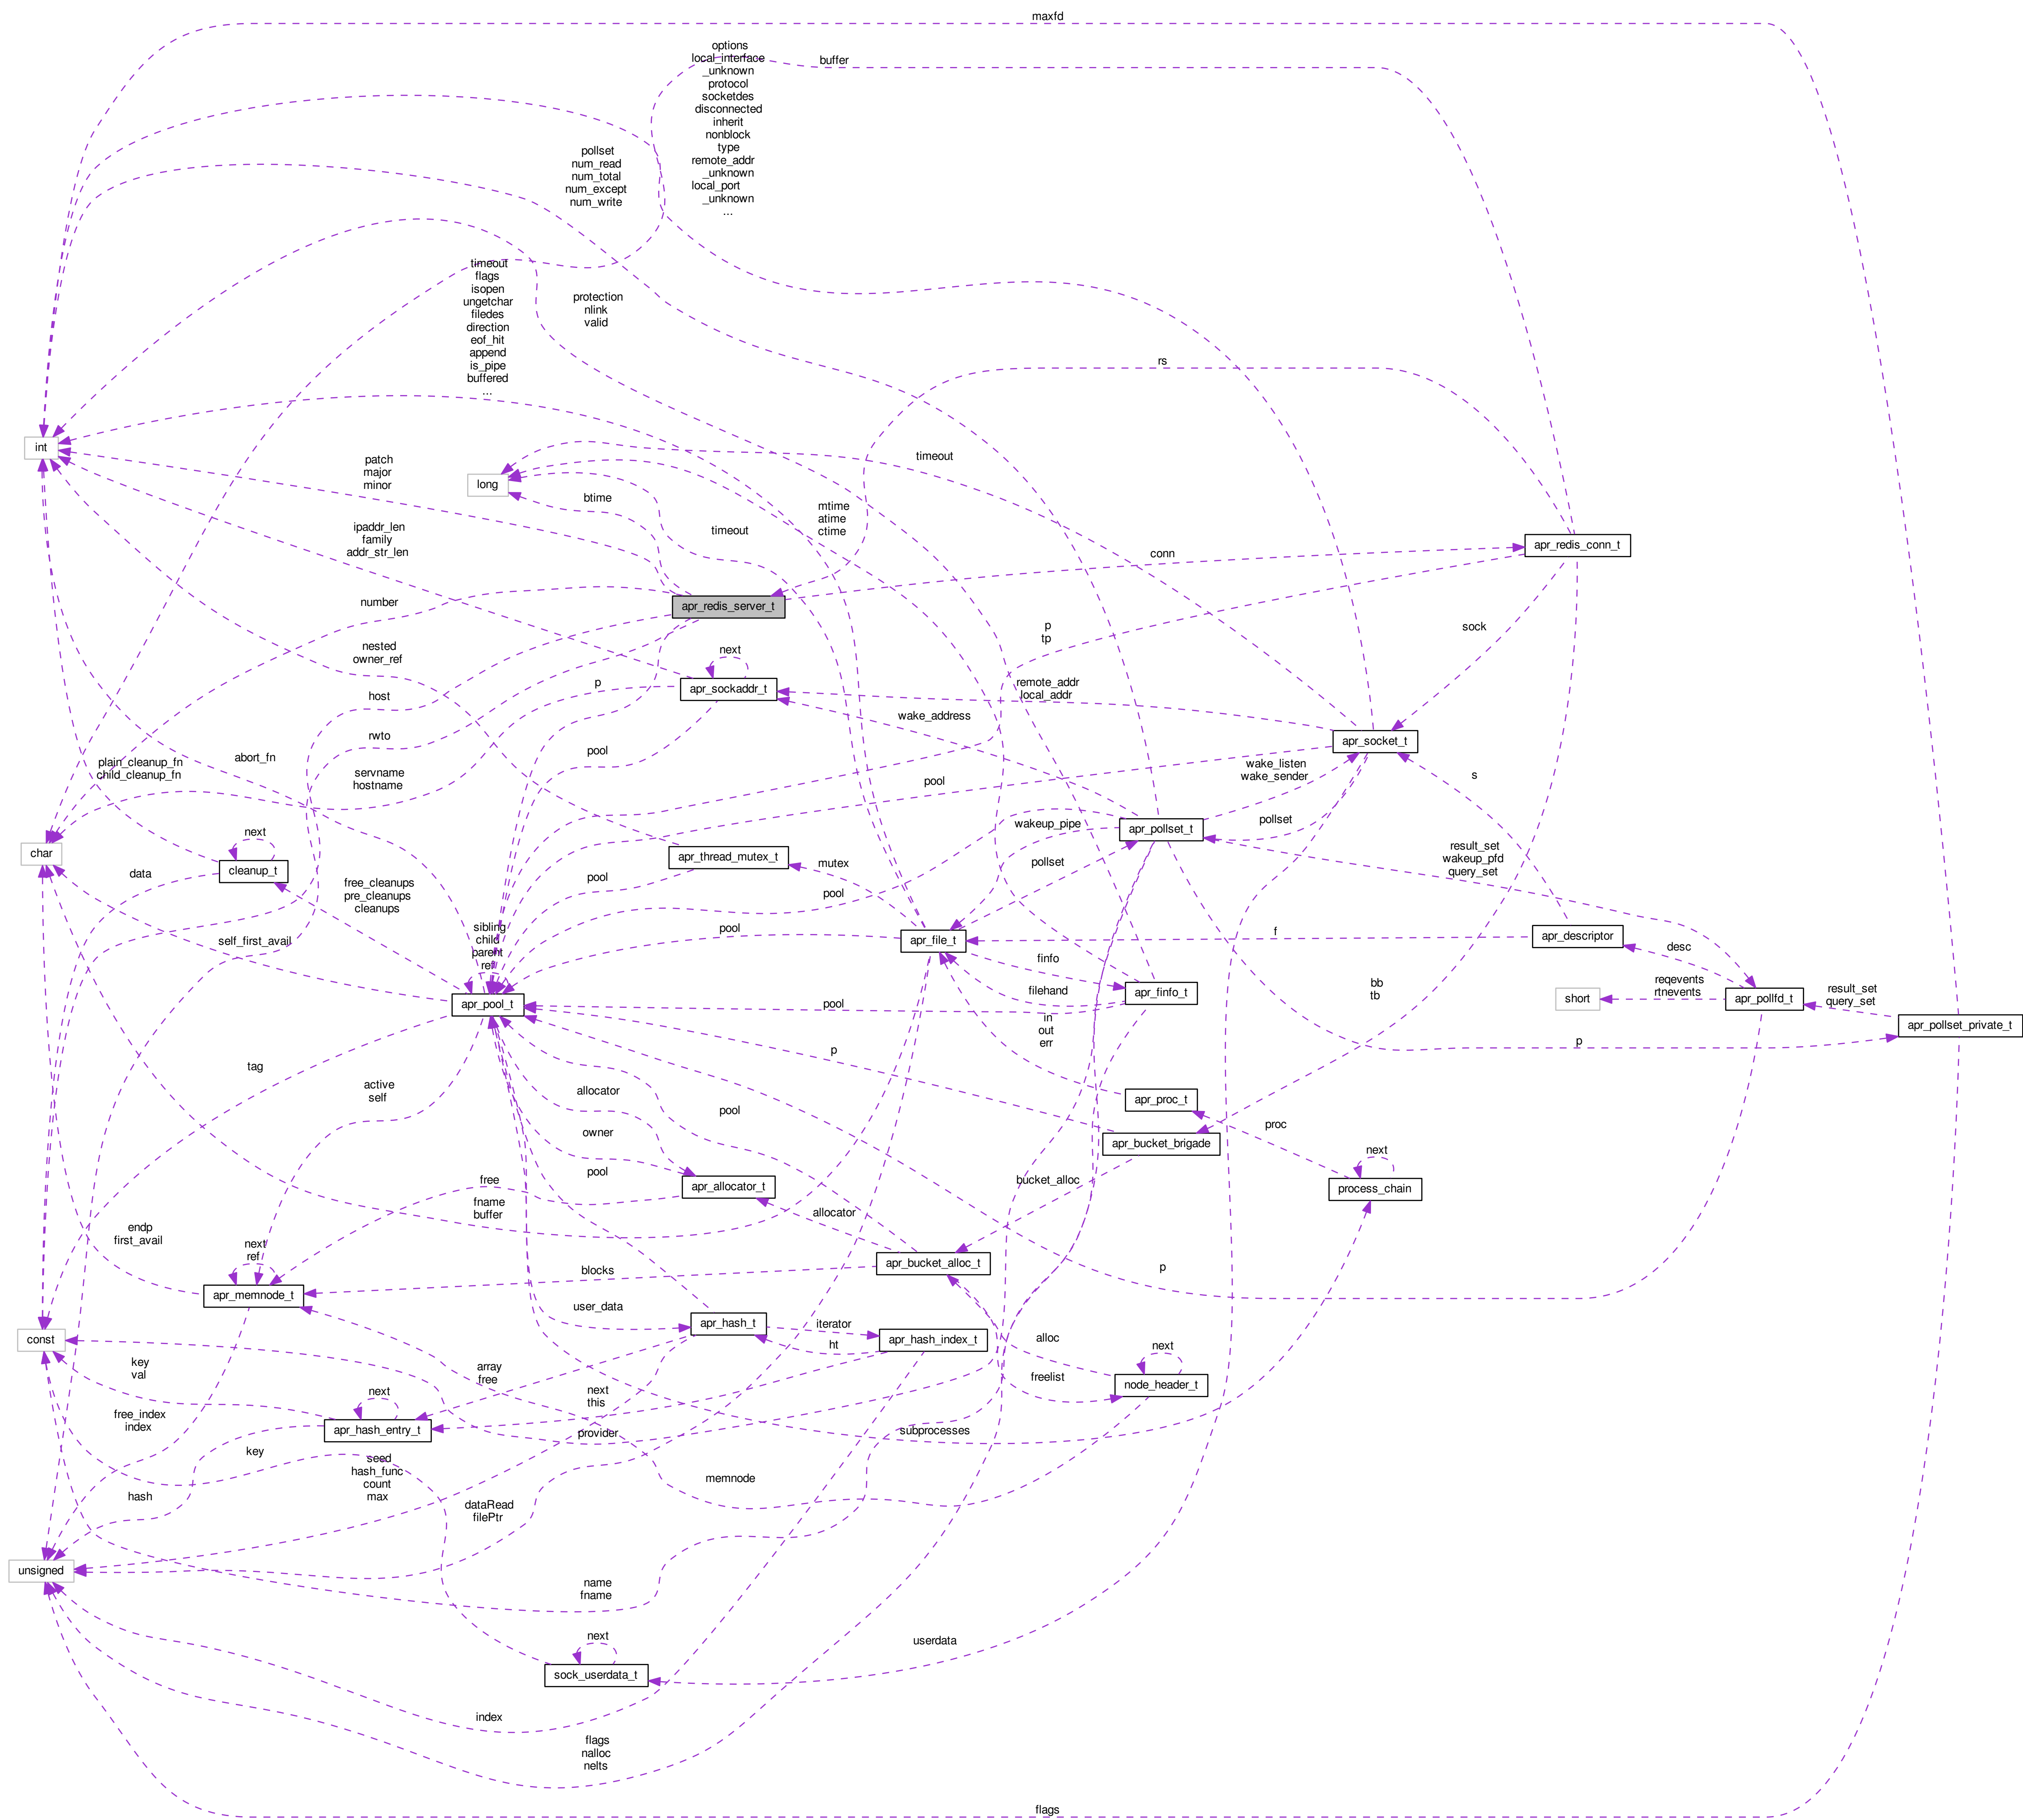 maxfd
options
local_interface
_unknown
protocol
socketdes
disconnected
inherit
nonblock
type
remote_addr
_unknown
local_port
_unknown
...
buffer
pollset
num_read
num_total
num_except
num_write
timeout
flags
isopen
ungetchar
filedes
direction
eof_hit
append
is_pipe
buffered
...
protection
nlink
valid
rs
int
patch
major
minor
long
btime
timeout
mtime
atime
ctime
timeout
ipaddr_len
family
addr_str_len
conn
apr_redis_conn_t
number
apr_redis_server_t
p
tp
sock
nested
owner_ref
next
host
p
apr_sockaddr_t
remote_addr
local_addr
wake_address
rwto
pool
abort_fn
plain_cleanup_fn
child_cleanup_fn
servname
hostname
apr_socket_t
wake_listen
wake_sender
pool
s
char
next
cleanup_t
data
free_cleanups
pre_cleanups
cleanups
apr_thread_mutex_t
mutex
pool
wakeup_pipe
pollset
apr_pollset_t
pollset
pool
result_set
wakeup_pfd
query_set
self_first_avail
sibling
child
parent
ref
pool
apr_file_t
f
apr_descriptor
desc
finfo
filehand
apr_pool_t
pool
apr_finfo_t
bb
tb
short
reqevents
rtnevents
apr_pollfd_t
result_set
query_set
apr_pollset_private_t
in
out
err
p
p
tag
active
self
allocator
owner
pool
pool
apr_proc_t
apr_bucket_brigade
proc
next
process_chain
free
apr_allocator_t
bucket_alloc
fname
buffer
allocator
endp
first_avail
next
ref
apr_memnode_t
blocks
apr_bucket_alloc_t
p
user_data
apr_hash_t
iterator
ht
apr_hash_index_t
alloc
freelist
next
node_header_t
const
key
val
next
array
free
next
this
free_index
index
apr_hash_entry_t
provider
subprocesses
key
seed
hash_func
count
max
memnode
hash
dataRead
filePtr
unsigned
name
fname
next
sock_userdata_t
userdata
index
flags
nalloc
nelts
flags